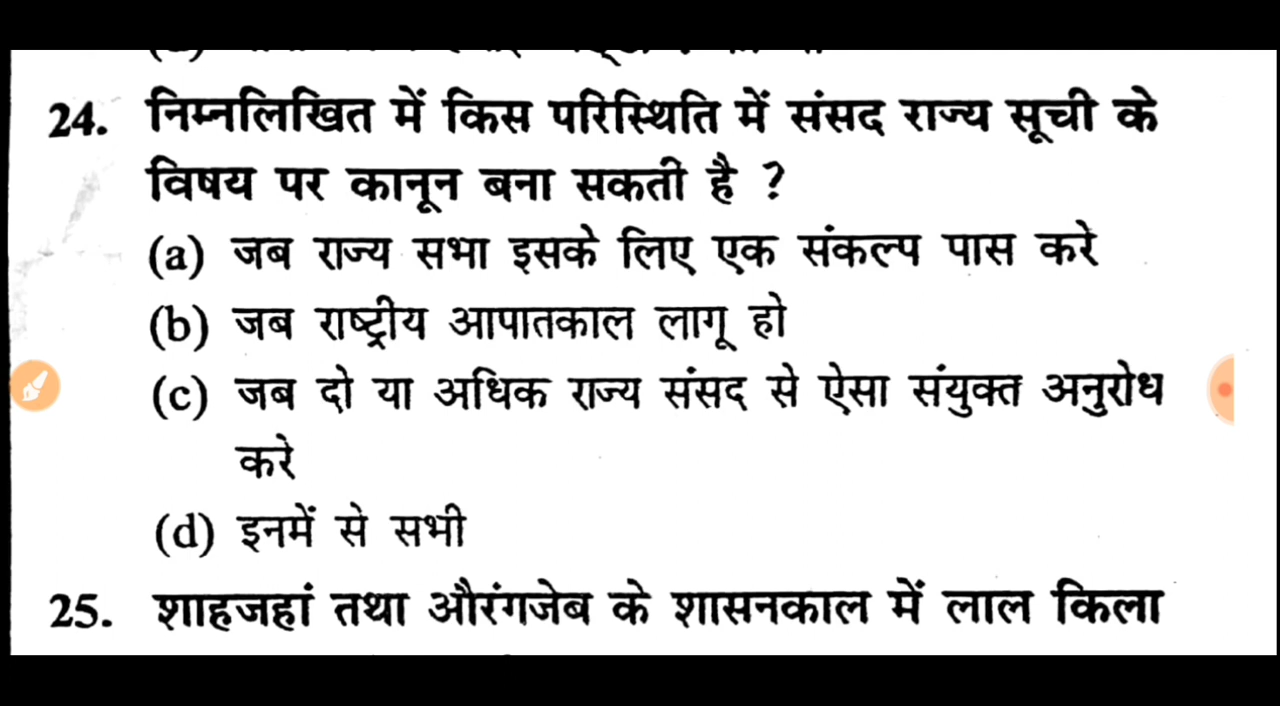 24. निम्नलिखित में किस परिस्थिति में संसद राज्य सूची के
विषय पर कानून बना सकती है ?
(a) जब राज्य सभा इसके लिए एक संकल्प पास करे
(b) जब राष्ट्रीय आपातकाल लागू हो
(c) जब दो या अधिक राज्य संसद से ऐसा संयुक्त अनुरोध
करे
(d) इनमें से सभी
25. शाहजहां तथा औरंगजेब के शासनकाल में लाल किला